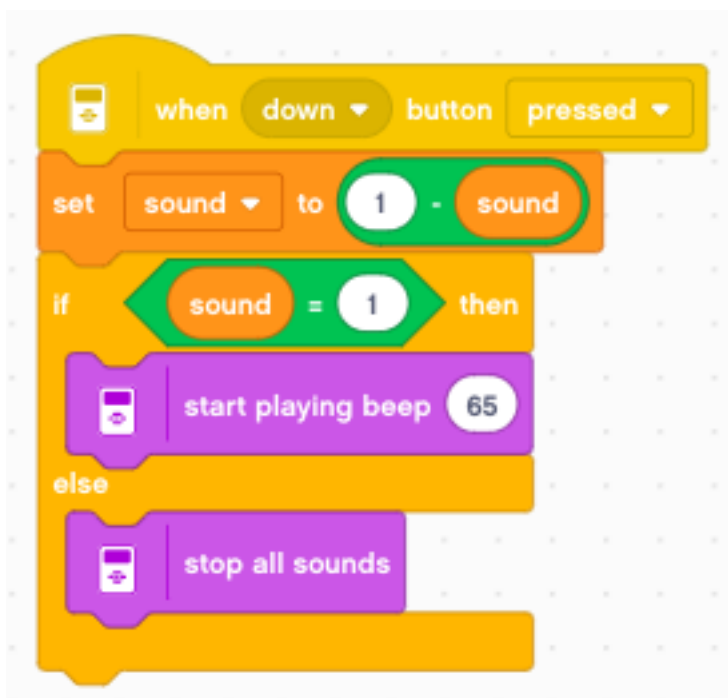 when down button pressed
set sound to 1 - sound
if sound = 1 then
start playing beep 65
else
stop all sounds